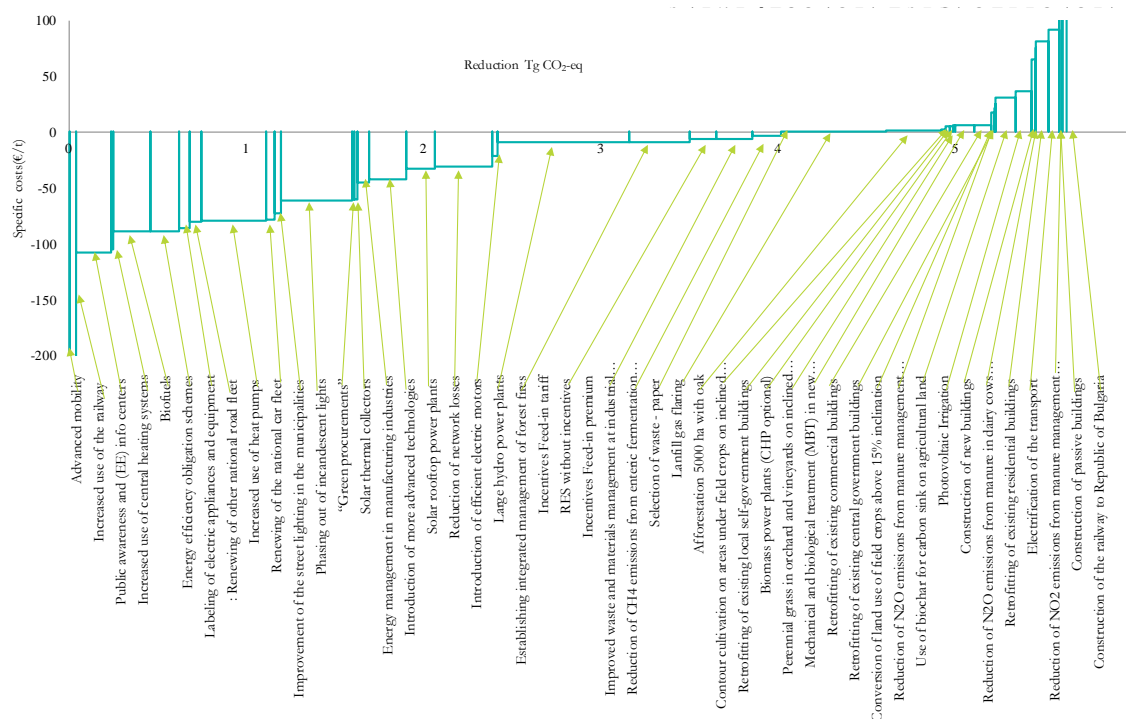 100
Reduction Tg CO₂-eq
50
0
0
1
2
3
4
5
Specific costs(€/t)
-50
-100
-150
-200
Advanced mobility
Increased use of the railway
Public awareness and (EE) info centers
Increased use of central heating systems
Biofuels
Energy efficiency obligation schemes
Labeling of electric appliances and equipment
: Renewing of other national road fleet
Increased use of heat pumps
Renewing of the national car fleet
Improvement of the street lighting in the municipalities
Phasing out of incandescent lights
“Green procurements”
Solar thermal collectors
Energy management in manufacturing industries
Introduction of more advanced technologies
Solar rooftop power plants
Reduction of network losses
Introduction of efficient electric motors
Large hydro power plants
Establishing integrated management of forest fires
Incentives Feed-in tariff
RES without incentives
Incentives Feed-in premium
Improved waste and materials management at industrial…
Reduction of CH4 emissions from enteric fermentation…
Selection of waste - paper
Lanfill gas flaring
Afforestation 5000 ha with oak
Contour cultivation on areas under field crops on inclined…
Retrofitting of existing local self-government buildings
Biomass power plants (CHP optional)
Perennial grass in orchard and vineyards on inclined…
Mechanical and biological treatment (MBT) in new…
Retrofitting of existing commercial buildings
Retrofitting of existing central government buildings
Conversion of land use of field crops above 15% inclination
Reduction of N2O emissions from manure management…
Use of biochar for carbon sink on agricultural land
Photovoltaic Irrigation
Construction of new buildings
Reduction of N2O emissions from manure in dairy cows…
Retrofitting of existing residential buildings
Electrification of the transport
Reduction of NO2 emissions from manure management…
Construction of passive buildings
Construction of the railway to Republic of Bulgaria